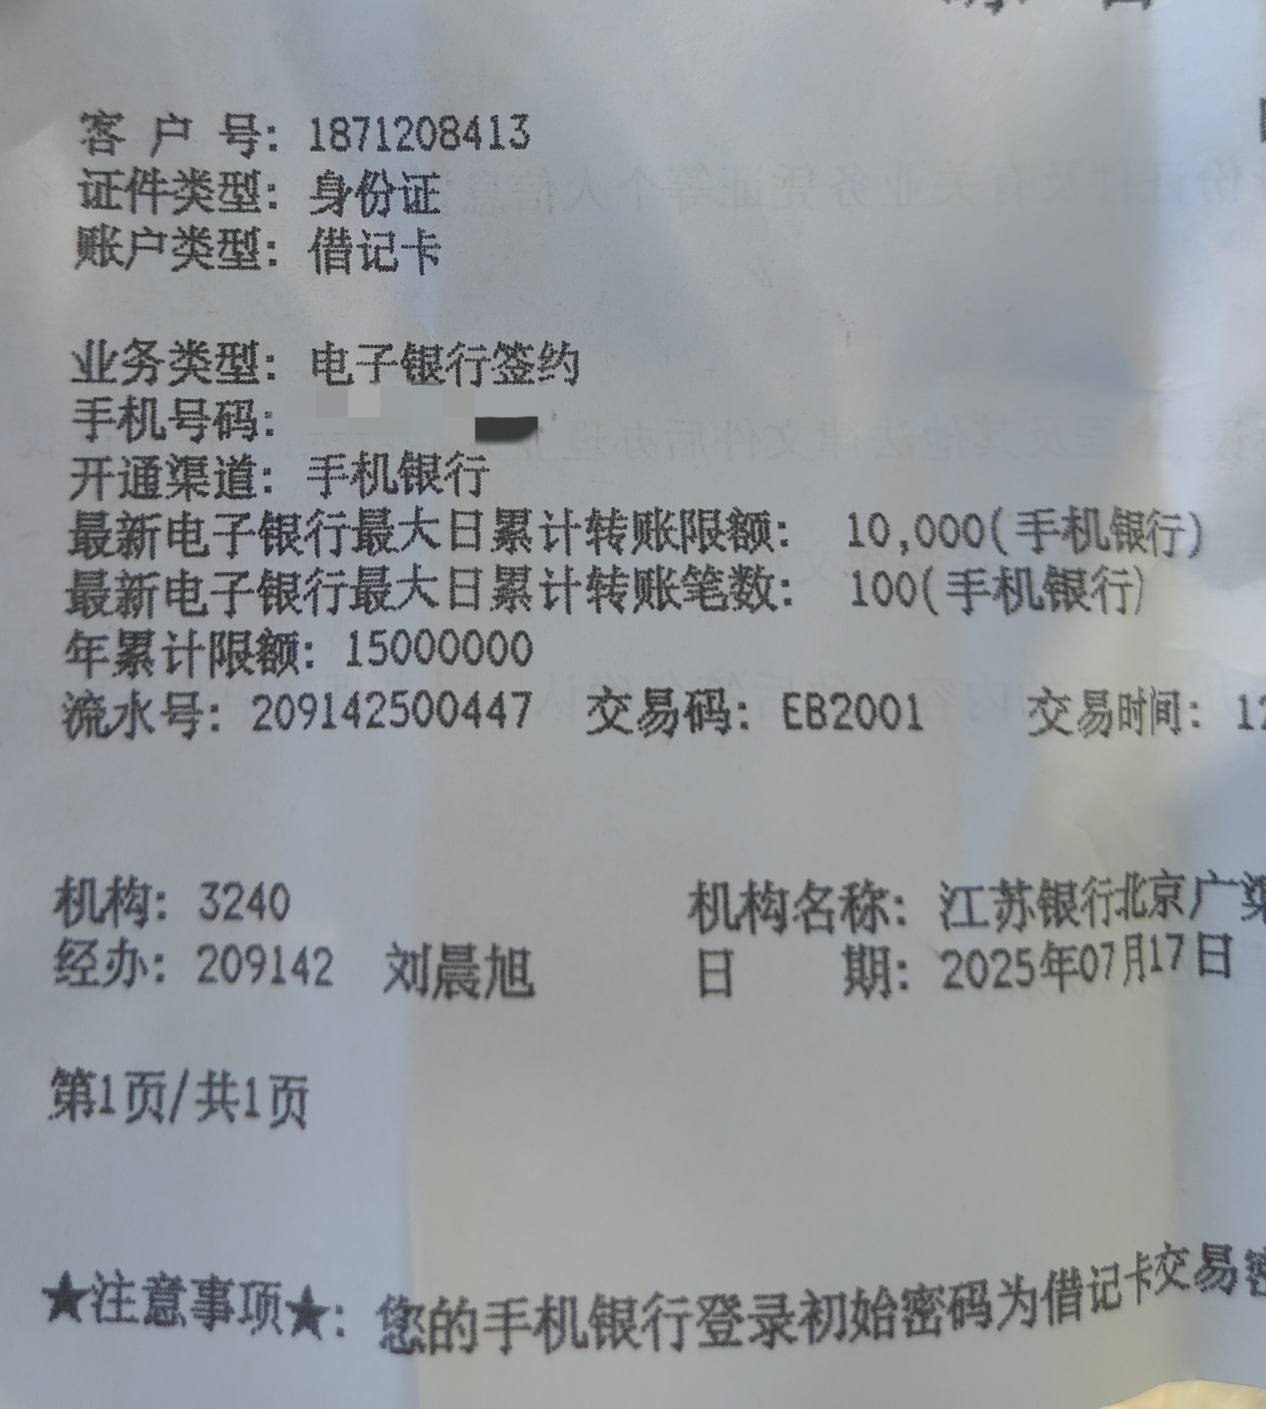 客 户 号: 1871208413
证件类型: 身份证
账户类型: 借记卡
业务类型: 电子银行签约
手机号码:
开通渠道: 手机银行
最新电子银行最大日累计转账限额: 10,000(手机银行)
最新电子银行最大日累计转账笔数: 100(手机银行)
年累计限额: 15000000
流水号: 209142500447 交易码: EB2001 交易时间: 12
机构: 3240 机构名称: 江苏银行北京广渠
经办: 209142 刘晨旭 日 期: 2025年07月17日
第1页/共1页
★注意事项★: 您的手机银行登录初始密码为借记卡交易密